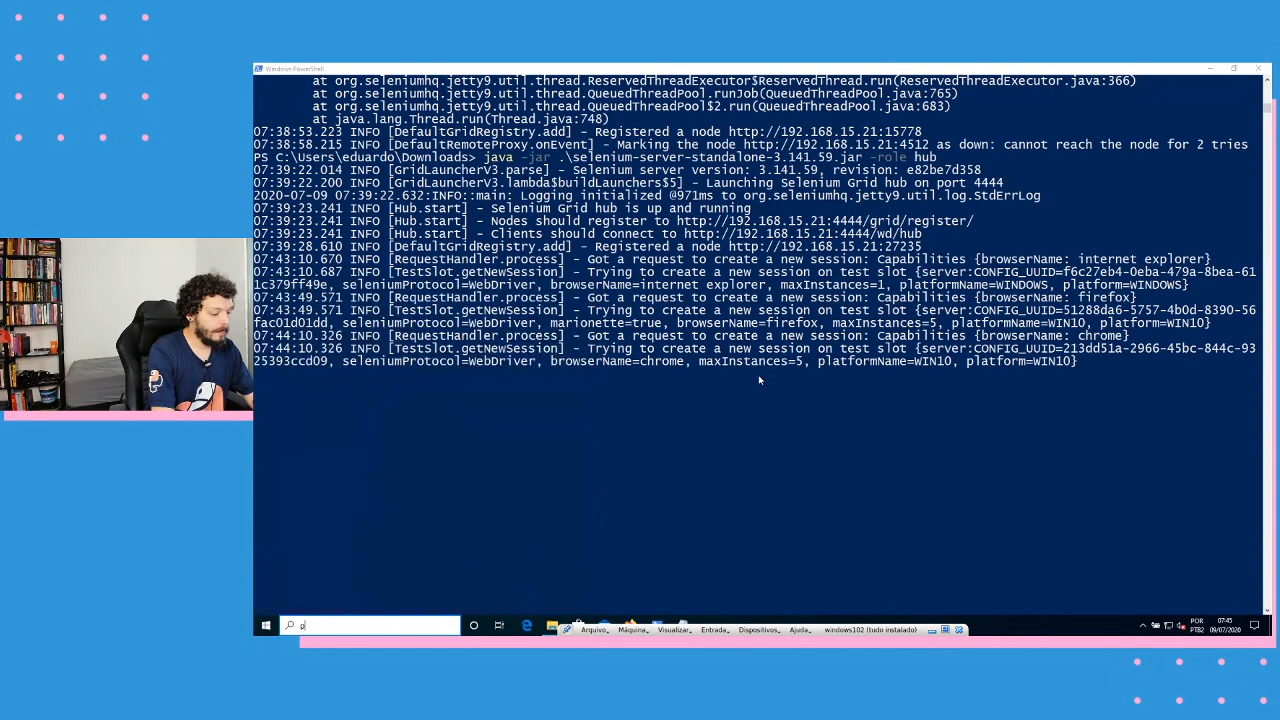 Windows PowerShell
at org.seleniumhq.jetty9.util.thread.ReservedThreadExecutor$ReservedThread.run(ReservedThreadExecutor.java:366)
at org.seleniumhq.jetty9.util.thread.QueuedThreadPool.runJob(QueuedThreadPool.java:765)
at org.seleniumhq.jetty9.util.thread.QueuedThreadPool$2.run(QueuedThreadPool.java:683)
at java.lang.Thread.run(Thread.java:748)
07:38:53.223 INFO [DefaultGridRegistry.add] - Registered a node http://192.168.15.21:15778
07:38:58.210 INFO [DefaultRemoteProxy.onEvent] - Marking the node http://192.168.15.21:4512 as down: cannot reach the node for 2 tries
PS C:\Users\eduardo\Downloads> java -jar .\selenium-server-standalone-3.141.59.jar -role hub
07:39:22.014 INFO [GridLauncherV3.parse] - Selenium server version: 3.141.59, revision: e82be7d358
07:39:22.200 INFO [GridLauncherV3.lambda$buildLaunchers$5] - Launching Selenium Grid hub on port 4444
2020-07-09 07:39:22.632:INFO::main: Logging initialized @971ms to org.seleniumhq.jetty9.util.log.StdErrLog
07:39:23.241 INFO [Hub.start] - Selenium Grid hub is up and running
07:39:23.241 INFO [Hub.start] - Nodes should register to http://192.168.15.21:4444/grid/register/
07:39:23.241 INFO [Hub.start] - Clients should connect to http://192.168.15.21:4444/wd/hub
07:39:28.610 INFO [DefaultGridRegistry.add] - Registered a node http://192.168.15.21:27235
07:43:10.670 INFO [RequestHandler.process] - Got a request to create a new session: Capabilities {browserName: internet explorer}
07:43:10.687 INFO [TestSlot.getNewSession] - Trying to create a new session on test slot {server:CONFIG_UUID=f6c27eb4-0eba-479a-8bea-61
1c379ff49e, seleniumProtocol=WebDriver, browserName=internet explorer, maxInstances=1, platformName=WINDOWS, platform=WINDOWS}
07:43:49.571 INFO [RequestHandler.process] - Got a request to create a new session: Capabilities {browserName: firefox}
07:43:49.571 INFO [TestSlot.getNewSession] - Trying to create a new session on test slot {server:CONFIG_UUID=51288da6-5757-4b0d-8390-56
fac01d01dd, seleniumProtocol=WebDriver, marionette=true, browserName=firefox, maxInstances=5, platformName=WIN10, platform=WIN10}
07:44:10.326 INFO [RequestHandler.process] - Got a request to create a new session: Capabilities {browserName: chrome}
07:44:10.326 INFO [TestSlot.getNewSession] - Trying to create a new session on test slot {server:CONFIG_UUID=213dd51a-2966-45bc-844c-93
25393ccd09, seleniumProtocol=WebDriver, browserName=chrome, maxInstances=5, platformName=WIN10, platform=WIN10}
p
Arquivo Máquina Visualizar Entrada Dispositivos Ajuda windows102 (tudo instalado)
POR 07:45
PTB2 09/07/2020